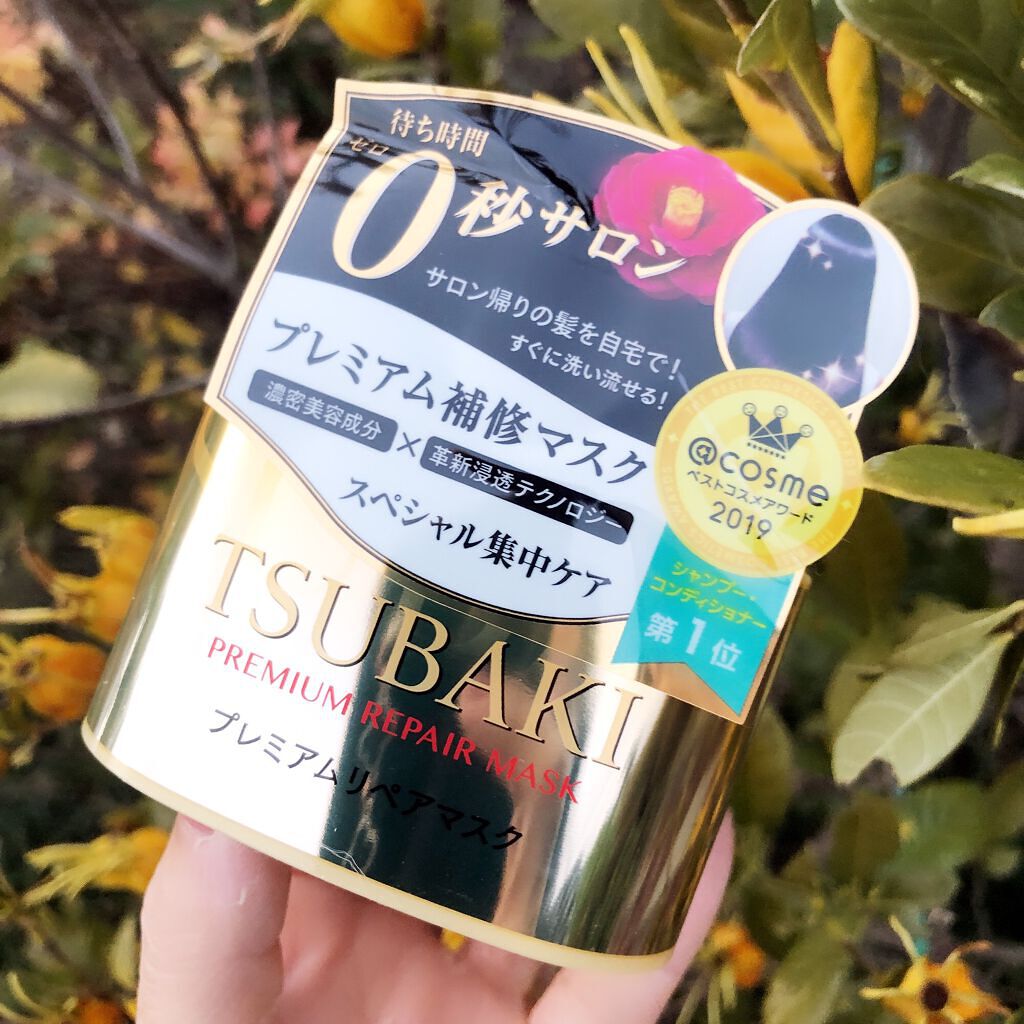 待ち時間
ゼロ
0秒サロン
サロン帰りの髪を自宅で!
すぐに洗い流せる!
プレミアム補修マスク
濃密美容成分×革新浸透テクノロジー
スペシャル集中ケア
@cosme
ベストコスメアワード
2019
シャンプー・
コンディショナー
第1位
TSUBAKI
PREMIUM REPAIR MASK
プレミアムリペアマスク